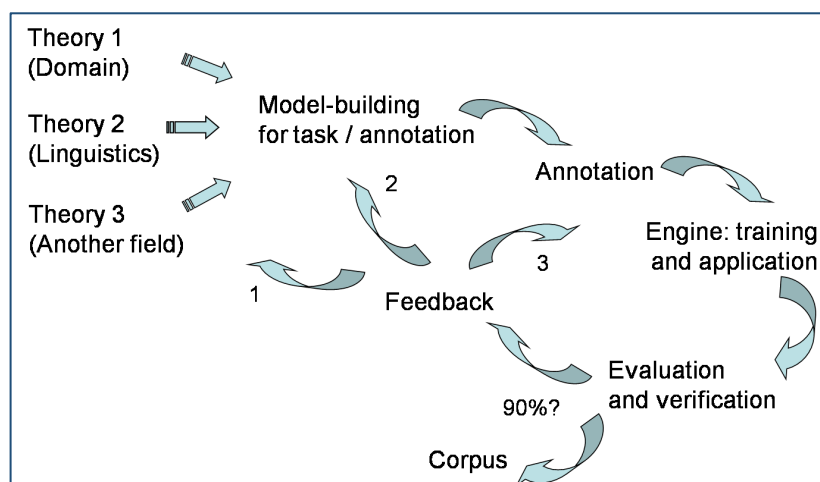 Theory 1
(Domain)
Theory 2
(Linguistics)
Theory 3
(Another field)
Model-building
for task / annotation
Annotation
Engine: training
and application
2
3
1
Feedback
Evaluation
and verification
90%?
Corpus